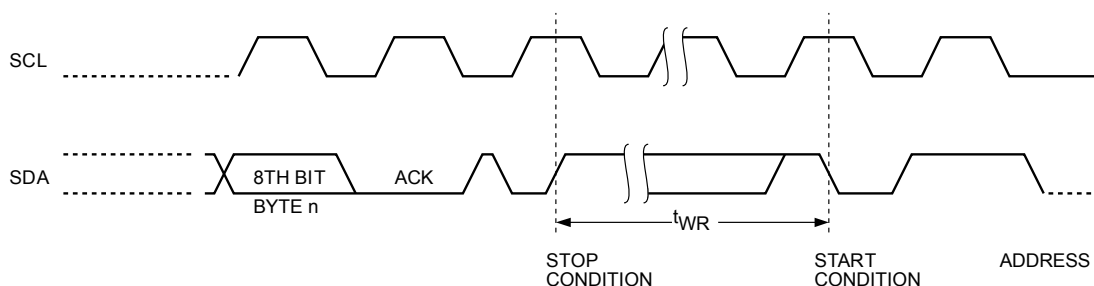 SCL
SDA
8TH BIT
ACK
BYTE n
tWR
STOP
CONDITION
START
CONDITION
ADDRESS